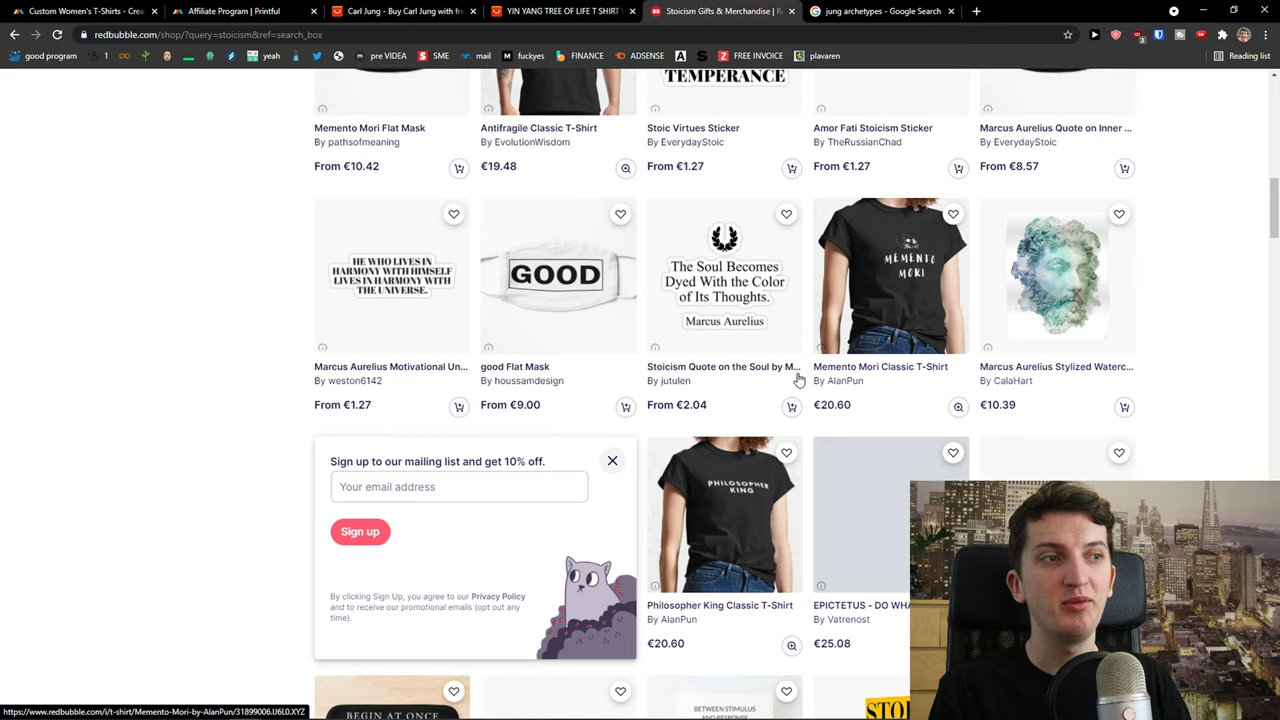 Custom Women's T-Shirts - Creat
Affiliate Program | Printful
Carl Jung - Buy Carl Jung with fre
YIN YANG TREE OF LIFE T SHIRT
Stoicism Gifts & Merchandise | R
jung archetypes - Google Search
redbubble.com/shop/?query=stoicism&ref=search_box
good program
1
yeah
pre VIDEA
SME
mail
fuckyes
FINANCE
ADSENSE
FREE INVOICE
plavaren
Reading list
TEMPERANCE
Memento Mori Flat Mask
By pathsofmeaning
From €10.42
Antifragile Classic T-Shirt
By EvolutionWisdom
€19.48
Stoic Virtues Sticker
By EverydayStoic
From €1.27
Amor Fati Stoicism Sticker
By TheRussianChad
From €1.27
Marcus Aurelius Quote on Inner ...
By EverydayStoic
From €8.57
HE WHO LIVES IN
HARMONY WITH HIMSELF
LIVES IN HARMONY WITH
THE UNIVERSE.
GOOD
The Soul Becomes
Dyed With the Color
of Its Thoughts.
Marcus Aurelius
MEMENTO
MORI
Marcus Aurelius Motivational Un...
By weston6142
From €1.27
good Flat Mask
By houssamdesign
From €9.00
Stoicism Quote on the Soul by M...
By jutulen
From €2.04
Memento Mori Classic T-Shirt
By AlanPun
€20.60
Marcus Aurelius Stylized Waterc...
By CalaHart
€10.39
Sign up to our mailing list and get 10% off.
Your email address
Sign up
By clicking Sign Up, you agree to our Privacy Policy
and to receive our promotional emails (opt out any
time).
PHILOSOPHER
KING
Philosopher King Classic T-Shirt
By AlanPun
€20.60
EPICTETUS - DO WHA
By Vatrenost
€25.08
BEGIN AT ONCE
BETWEEN STIMULUS
AND RESPONSE
STO
https://www.redbubble.com/i/t-shirt/Memento-Mori-by-AlanPun/31899006.IJ6L0.XYZ